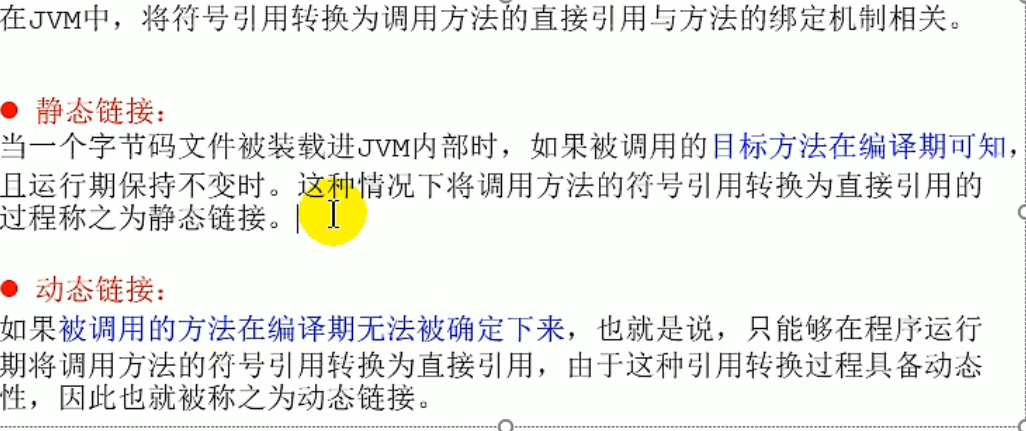 在JVM中，将符号引用转换为调用方法的直接引用与方法的绑定机制相关。
● 静态链接：
当一个字节码文件被装载进JVM内部时，如果被调用的目标方法在编译期可知，
且运行期保持不变时。这种情况下将调用方法的符号引用转换为直接引用的
过程称之为静态链接。
● 动态链接：
如果被调用的方法在编译期无法被确定下来，也就是说，只能够在程序运行
期将调用方法的符号引用转换为直接引用，由于这种引用转换过程具备动态
性，因此也就被称之为动态链接。